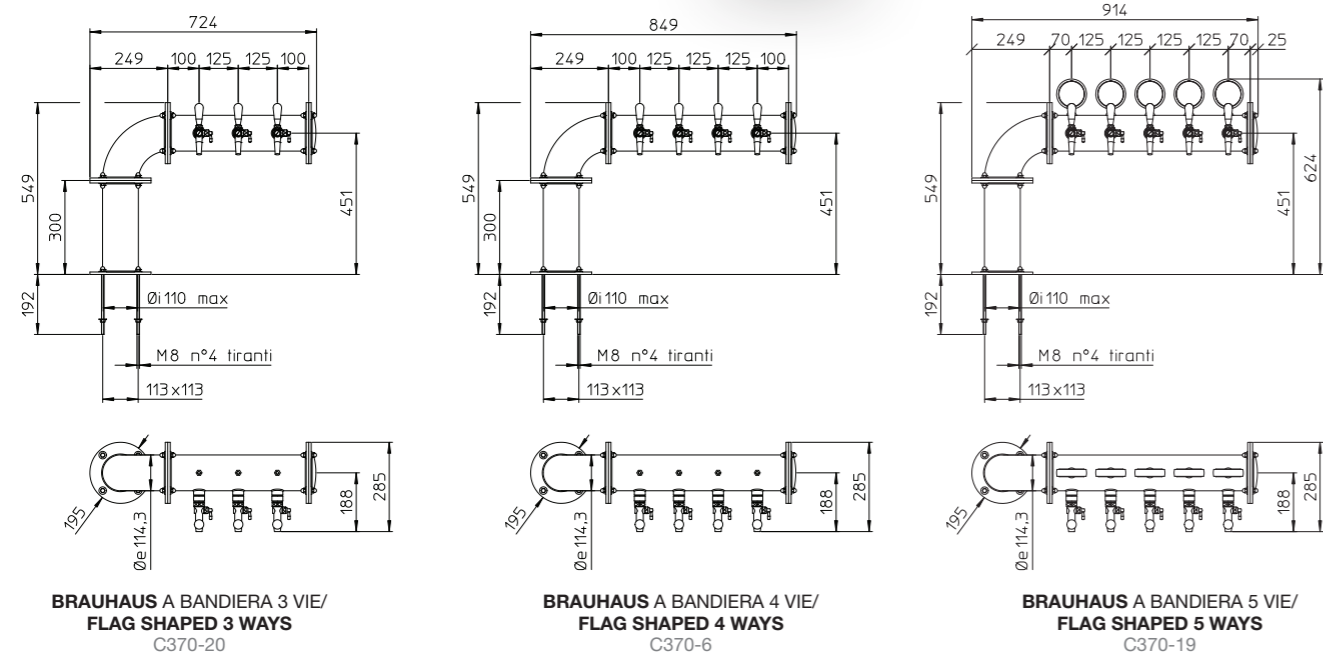 724
249 100 125 125 100
549
300
451
192
Øi 110 max
M8 n°4 tiranti
113x113
195
Øe 114,3
188
285
BRAUHAUS A BANDIERA 3 VIE/
FLAG SHAPED 3 WAYS
C370-20
849
249 100 125 125 125 100
549
300
451
192
Øi 110 max
M8 n°4 tiranti
113x113
195
Øe 114,3
188
285
BRAUHAUS A BANDIERA 4 VIE/
FLAG SHAPED 4 WAYS
C370-6
914
249 70 125 125 125 125 70 25
549
451
624
192
Øi 110 max
M8 n°4 tiranti
113x113
195
Øe 114,3
188
285
BRAUHAUS A BANDIERA 5 VIE/
FLAG SHAPED 5 WAYS
C370-19